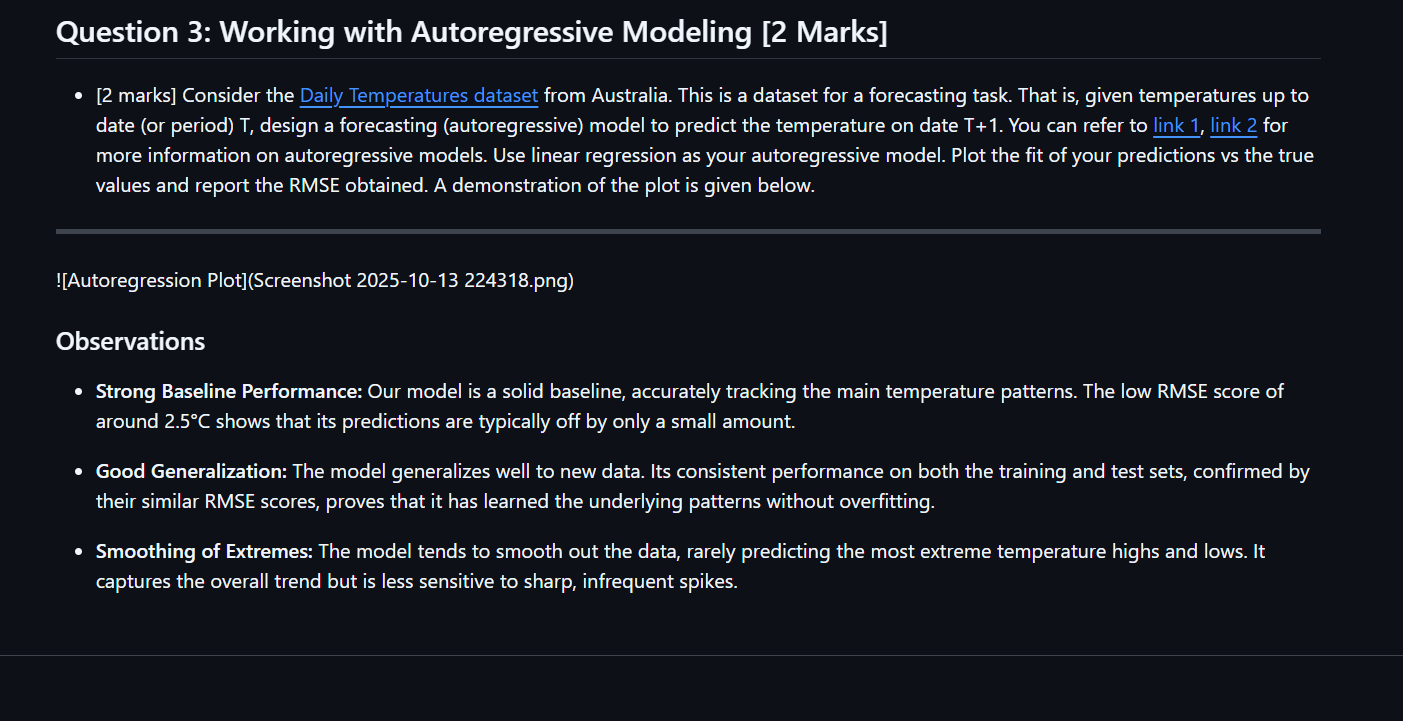 Question 3: Working with Autoregressive Modeling [2 Marks]
• [2 marks] Consider the Daily Temperatures dataset from Australia. This is a dataset for a forecasting task. That is, given temperatures up to
date (or period) T, design a forecasting (autoregressive) model to predict the temperature on date T+1. You can refer to link 1, link 2 for
more information on autoregressive models. Use linear regression as your autoregressive model. Plot the fit of your predictions vs the true
values and report the RMSE obtained. A demonstration of the plot is given below.
![Autoregression Plot](Screenshot 2025-10-13 224318.png)
Observations
• Strong Baseline Performance: Our model is a solid baseline, accurately tracking the main temperature patterns. The low RMSE score of
around 2.5°C shows that its predictions are typically off by only a small amount.
• Good Generalization: The model generalizes well to new data. Its consistent performance on both the training and test sets, confirmed by
their similar RMSE scores, proves that it has learned the underlying patterns without overfitting.
• Smoothing of Extremes: The model tends to smooth out the data, rarely predicting the most extreme temperature highs and lows. It
captures the overall trend but is less sensitive to sharp, infrequent spikes.